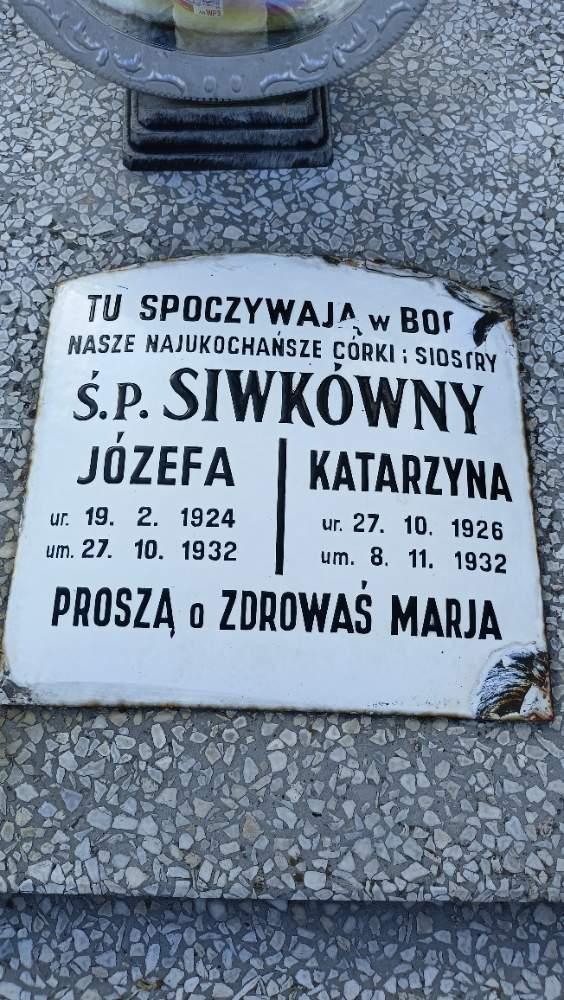 TU SPOCZYWAJĄ w
NASZE NAJUKOCHAŃSZE CÓRKI i SIOSTRY
Ś.P. SIWKÓWNY
JÓZEFA
ur. 19. 2. 1924
um. 27. 10. 1932
KATARZYNA
ur. 27. 10. 1926
um. 8. 11. 1932
PROSZĄ o ZDROWAŚ MARJA